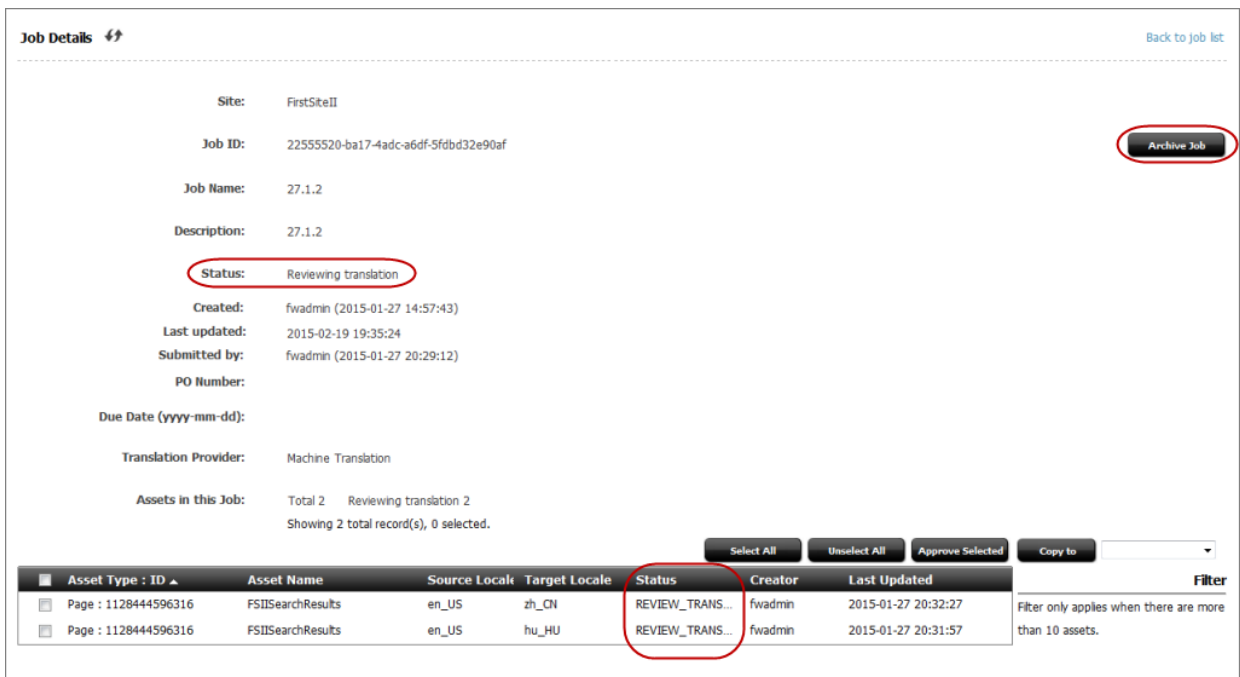 Job Details
Back to job list
Site: FirstSiteII
Job ID: 22555520-ba17-4adc-a6df-5fdbd32e90af
Archive Job
Job Name: 27.1.2
Description: 27.1.2
Status: Reviewing translation
Created: fwadmin (2015-01-27 14:57:43)
Last updated: 2015-02-19 19:35:24
Submitted by: fwadmin (2015-01-27 20:29:12)
PO Number:
Due Date (yyyy-mm-dd):
Translation Provider: Machine Translation
Assets in this Job: Total 2 Reviewing translation 2
Showing 2 total record(s), 0 selected.
Select All Unselect All Approve Selected Copy to
Asset Type : ID Asset Name Source Locale Target Locale Status Creator Last Updated Filter
Page : 1128444596316 FSIISearchResults en_US zh_CN REVIEW_TRANS... fwadmin 2015-01-27 20:32:27
Page : 1128444596316 FSIISearchResults en_US hu_HU REVIEW_TRANS... fwadmin 2015-01-27 20:31:57
Filter only applies when there are more
than 10 assets.